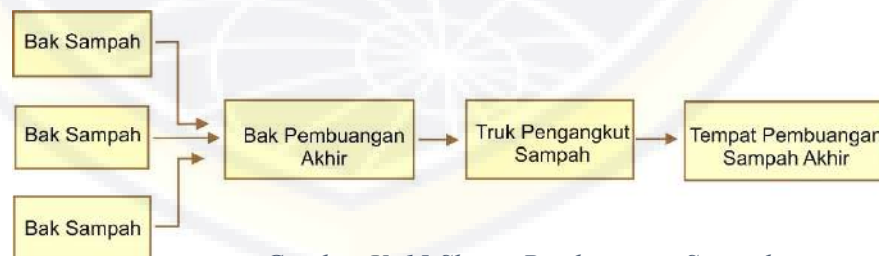 Bak Sampah
Bak Sampah
Bak Sampah
Bak Pembuangan
Akhir
Truk Pengangkut
Sampah
Tempat Pembuangan
Sampah Akhir